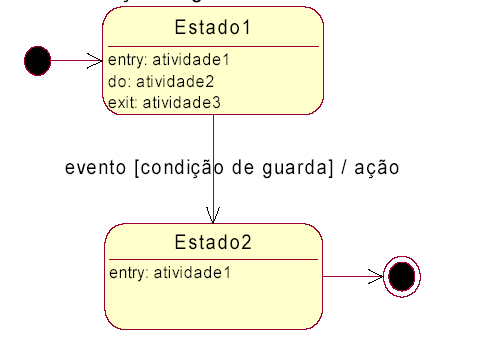 Estado1
entry: atividade1
do: atividade2
exit: atividade3
evento [condição de guarda] / ação
Estado2
entry: atividade1